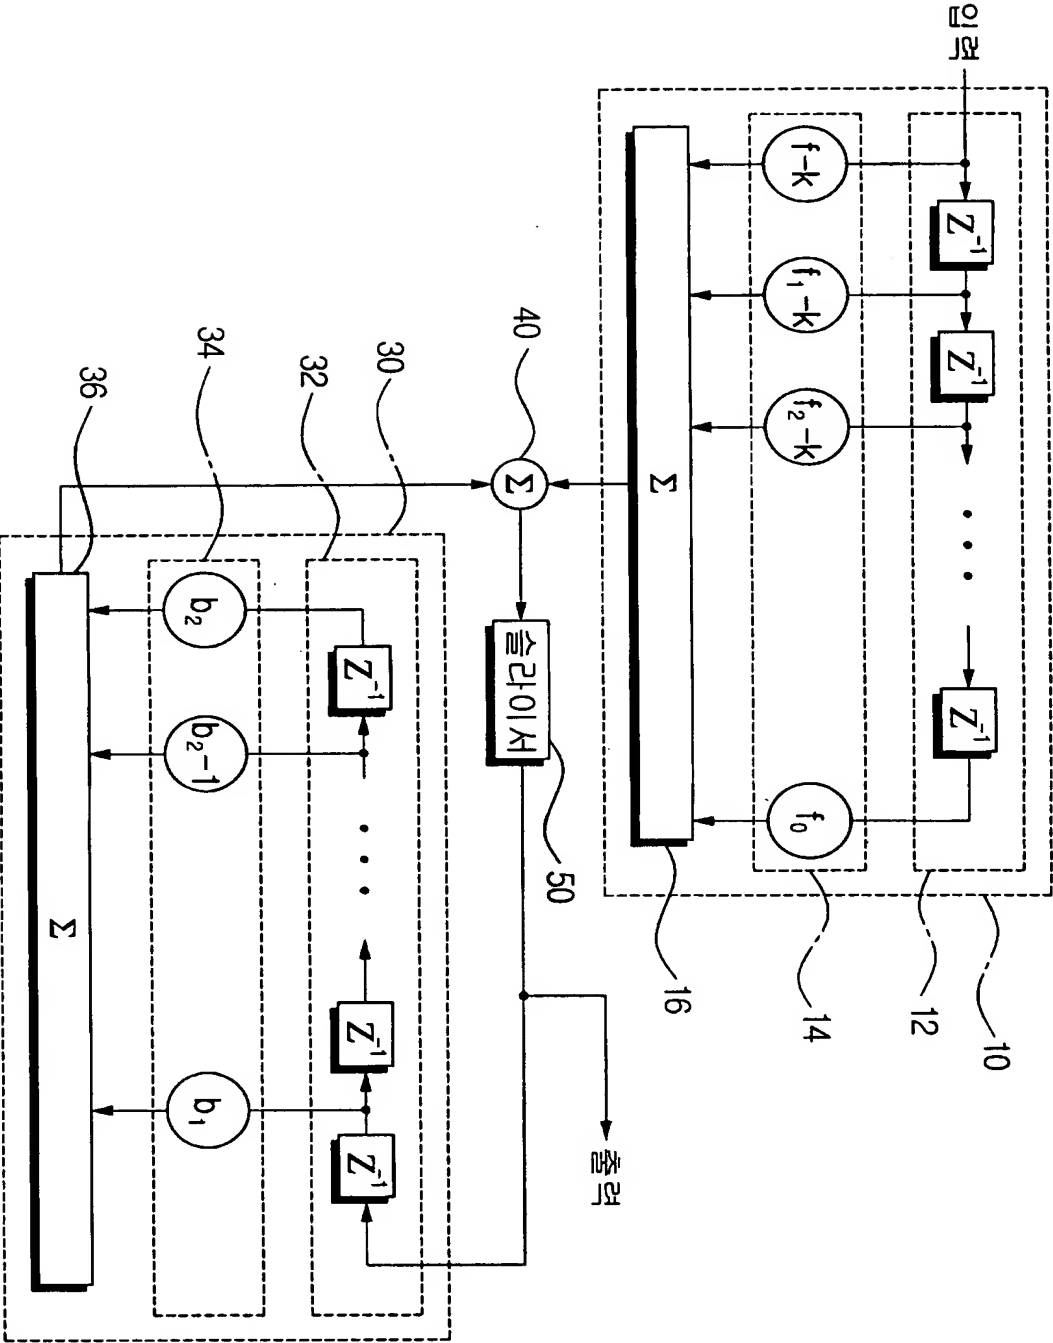 10
입력 Z⁻¹ Z⁻¹ • • • Z⁻¹
12
f-k f₁-k f₂-k f₀ 14
Σ 16
출력
50
40 Σ 슬라이서
30
Z⁻¹ • • • Z⁻¹ Z⁻¹
32
34 b₂ b₂-1 b₁
36 Σ